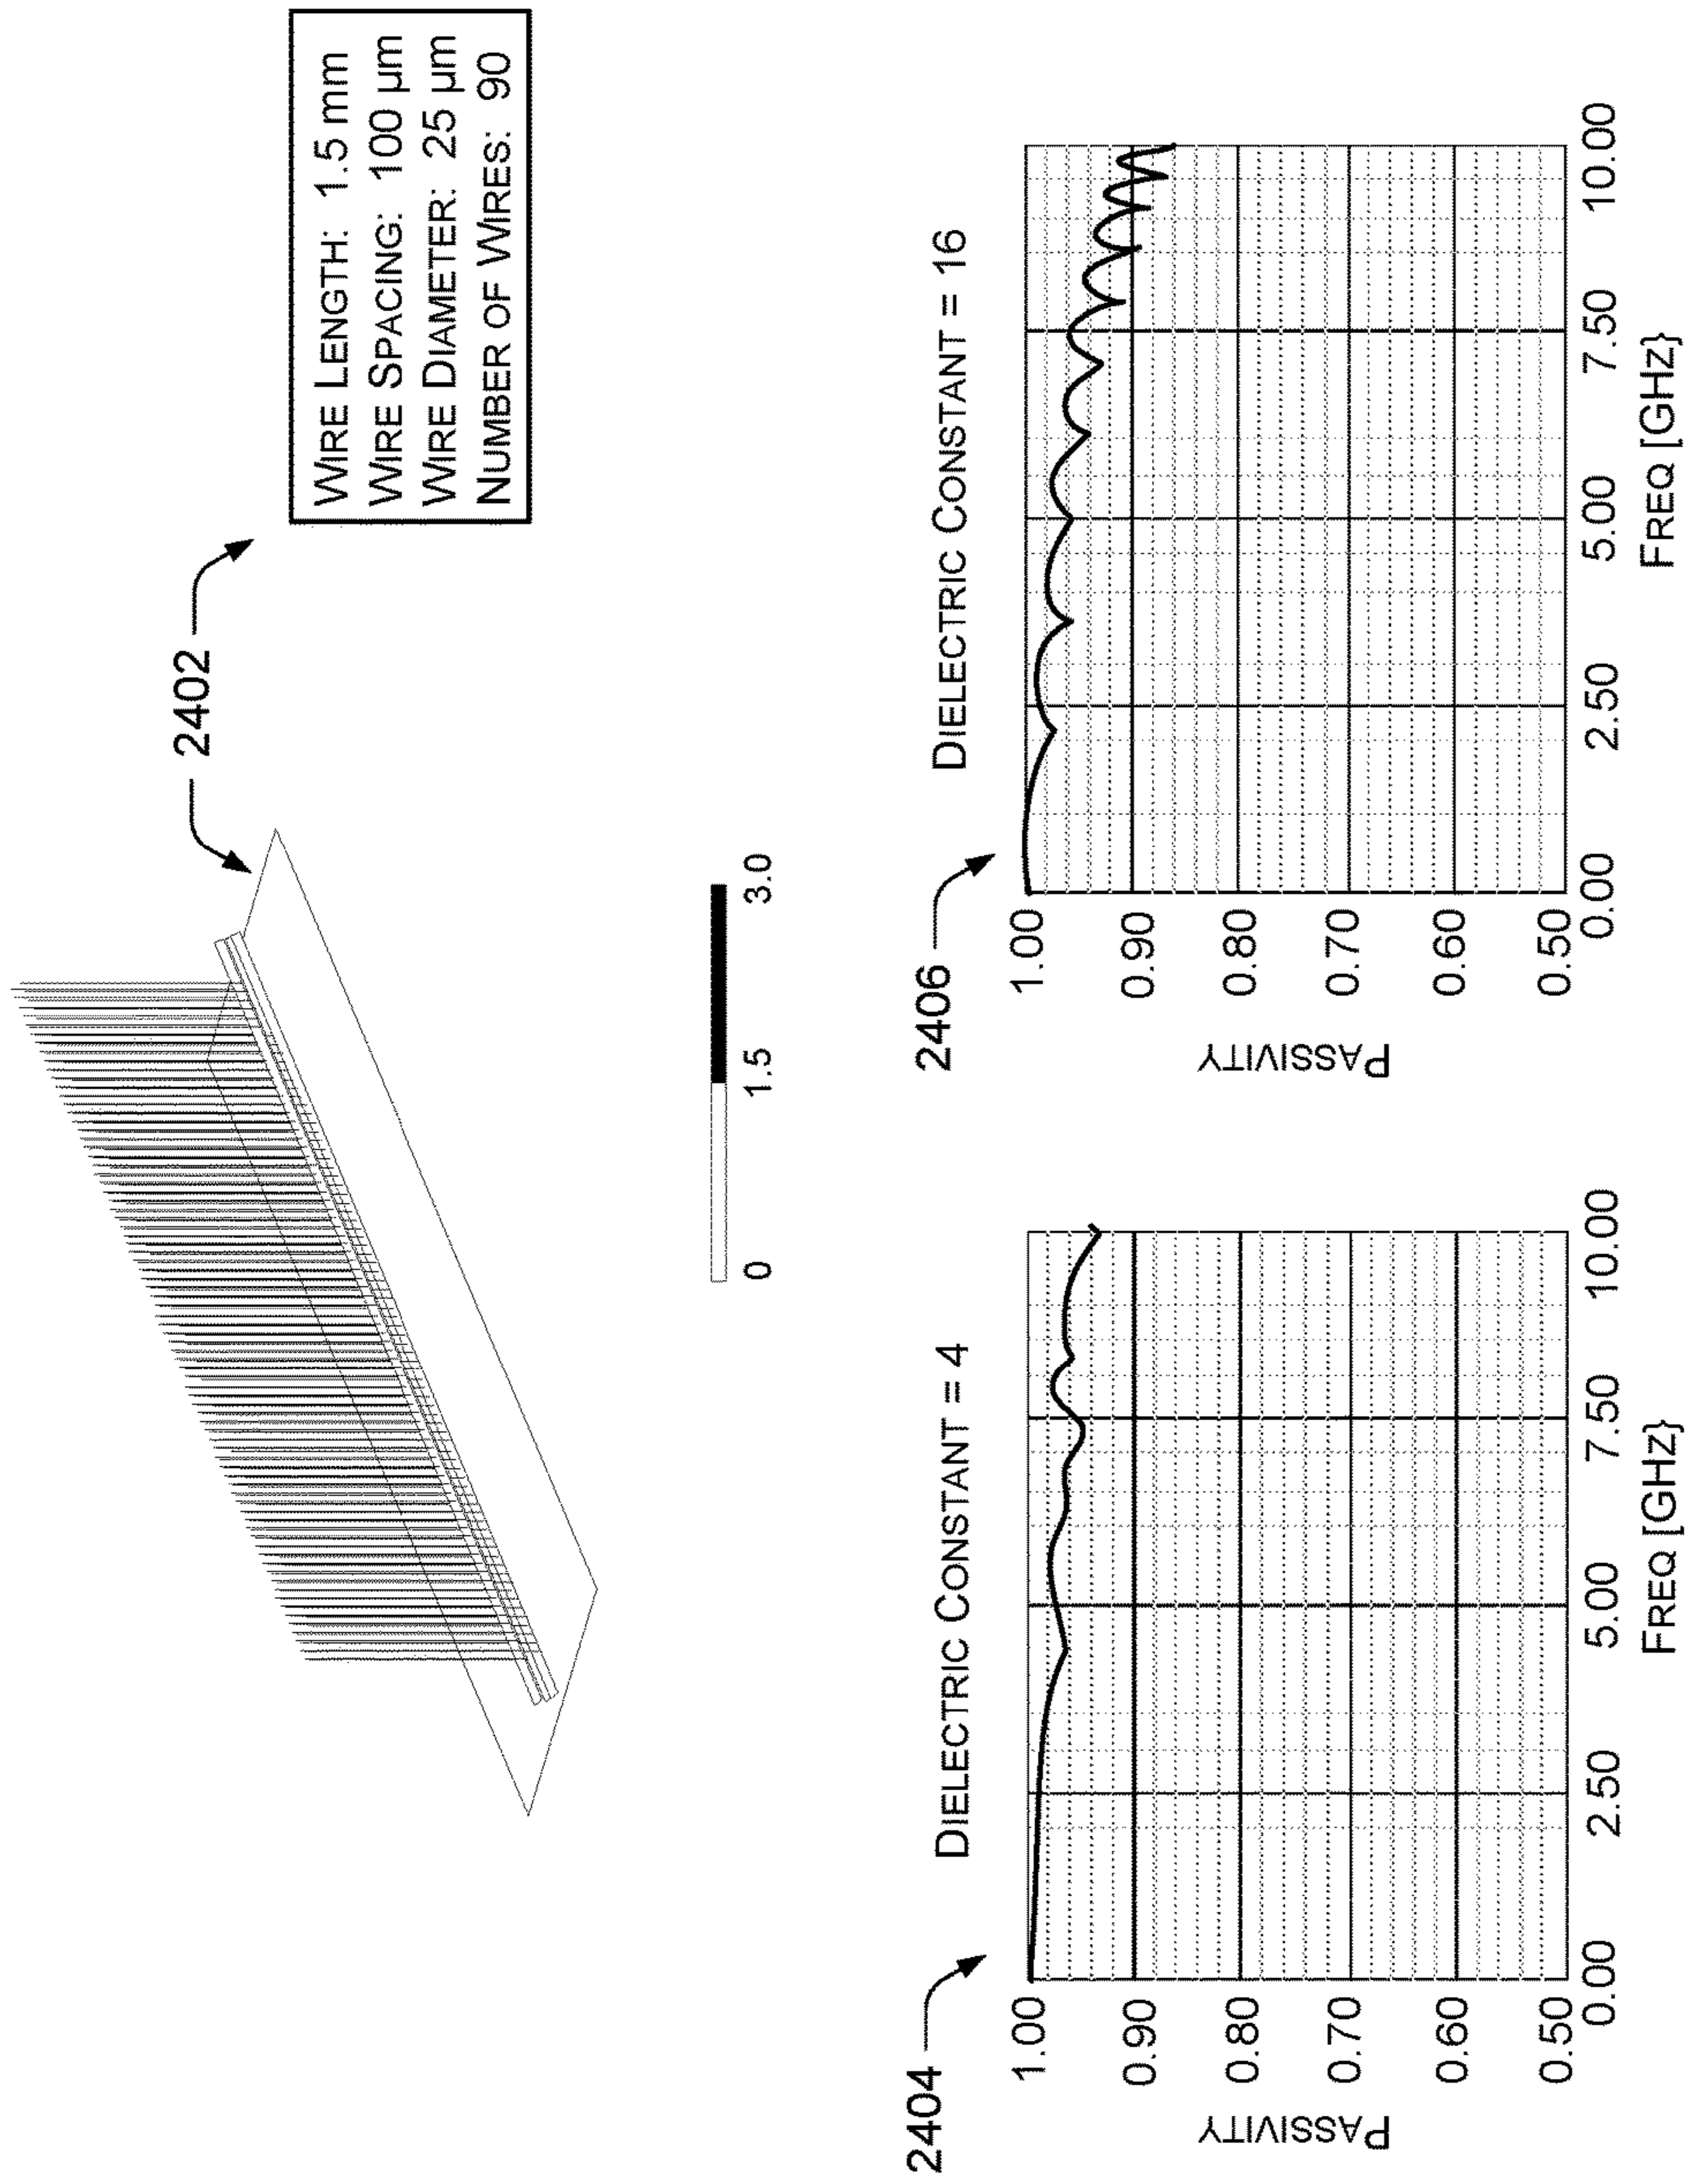 2402
WIRE LENGTH: 1.5 mm
WIRE SPACING: 100 µm
WIRE DIAMETER: 25 µm
NUMBER OF WIRES: 90
0 1.5 3.0
2404
DIELECTRIC CONSTANT = 4
PASSIVITY
1.00
0.90
0.80
0.70
0.60
0.50
0.00 2.50 5.00 7.50 10.00
FREQ [GHZ}
2406
DIELECTRIC CONSTANT = 16
PASSIVITY
1.00
0.90
0.80
0.70
0.60
0.50
0.00 2.50 5.00 7.50 10.00
FREQ [GHZ}